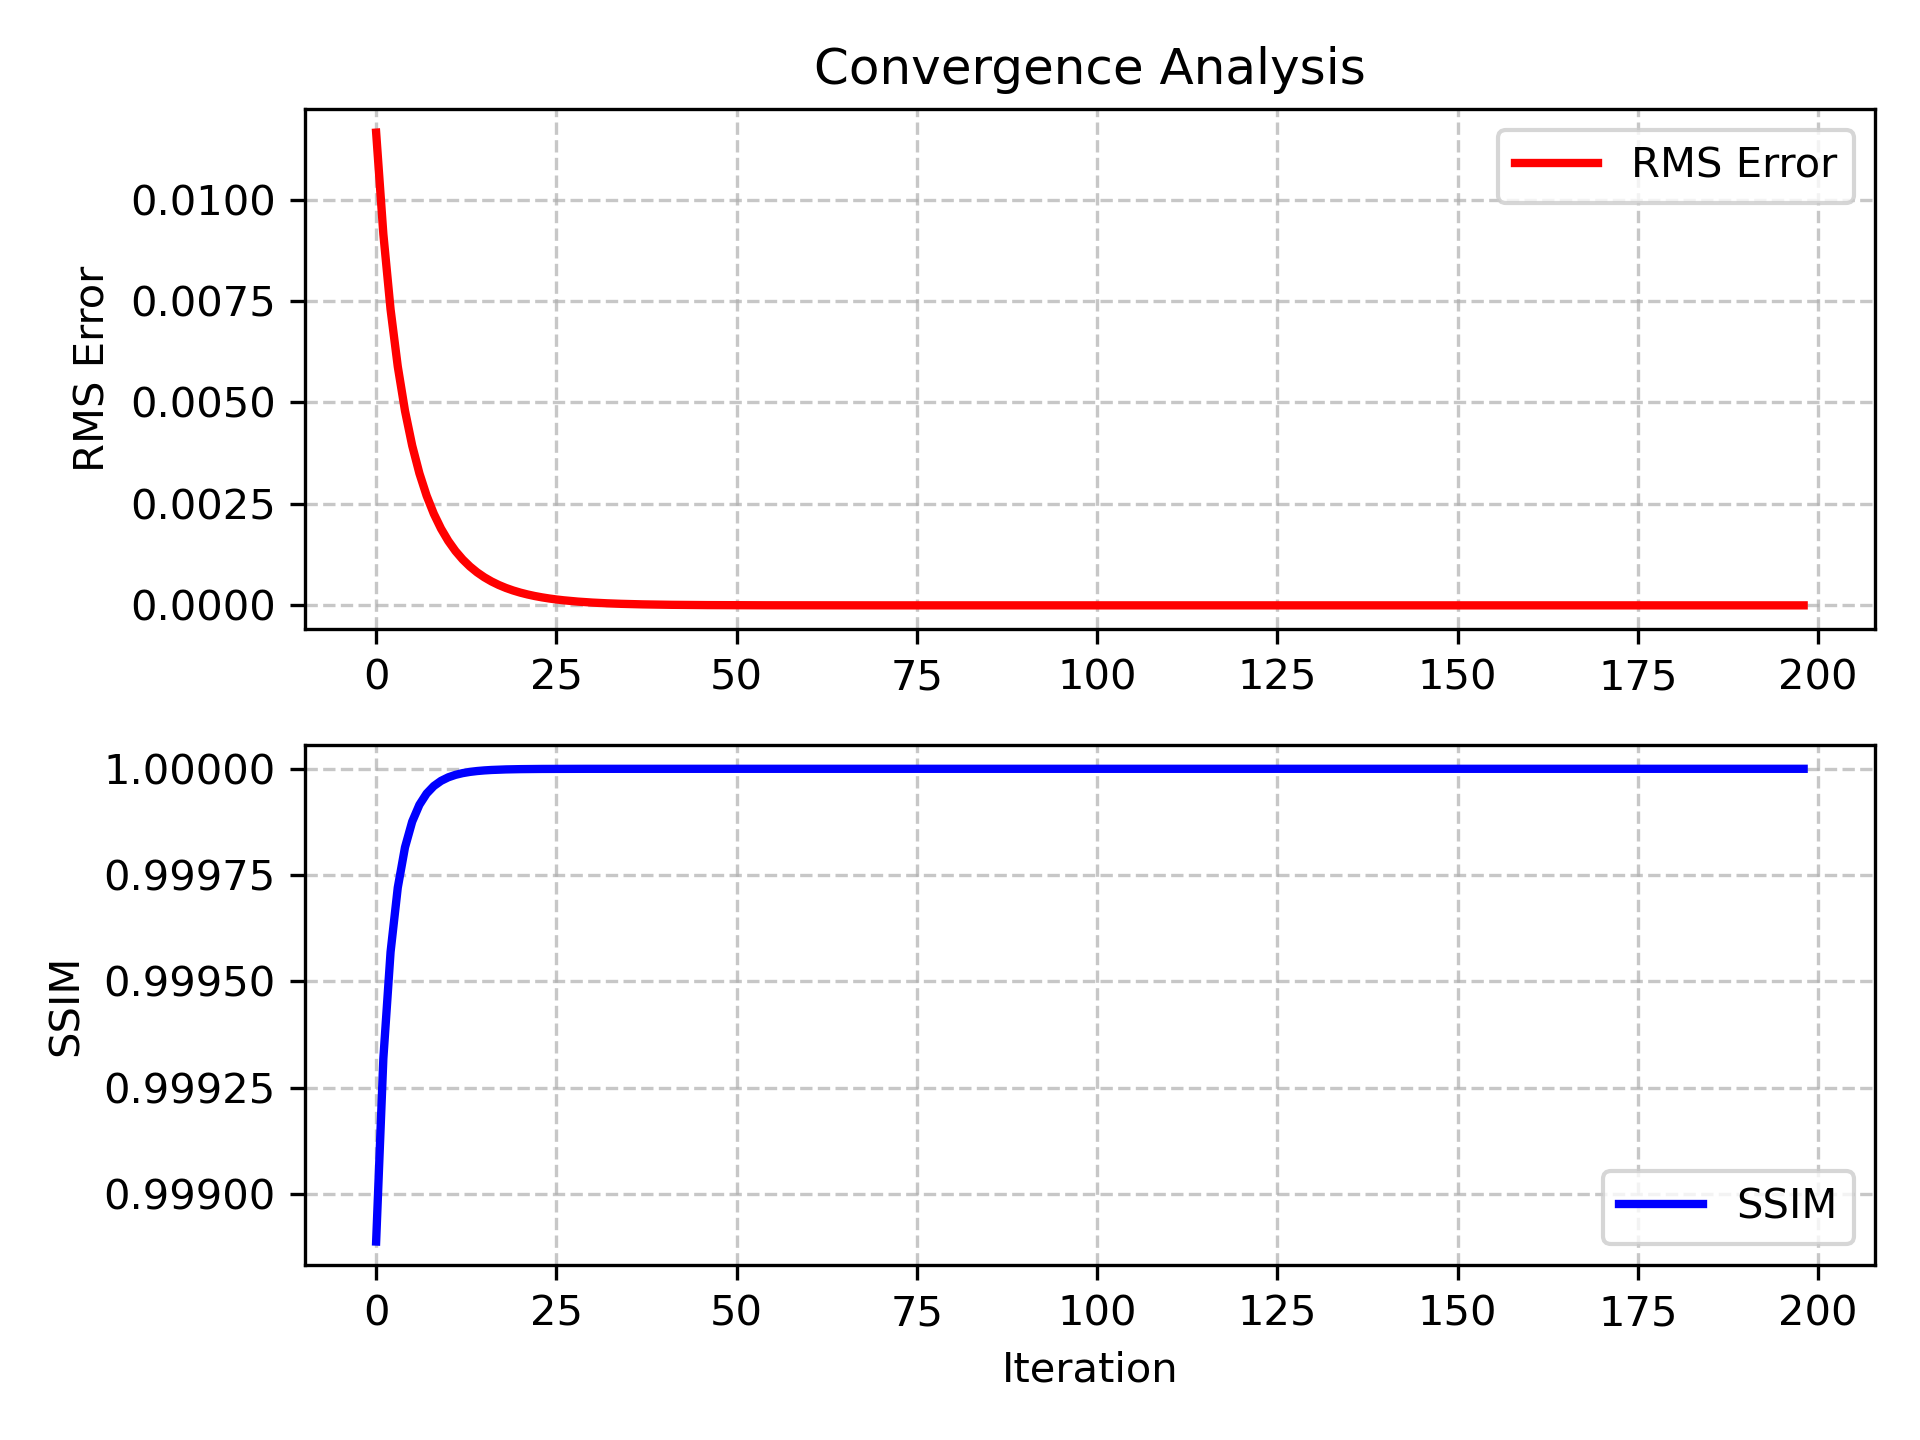 Convergence Analysis
RMS Error
0.0100
0.0075
0.0050
0.0025
0.0000
RMS Error
0 25 50 75 100 125 150 175 200
SSIM
1.00000
0.99975
0.99950
0.99925
0.99900
SSIM
0 25 50 75 100 125 150 175 200
Iteration